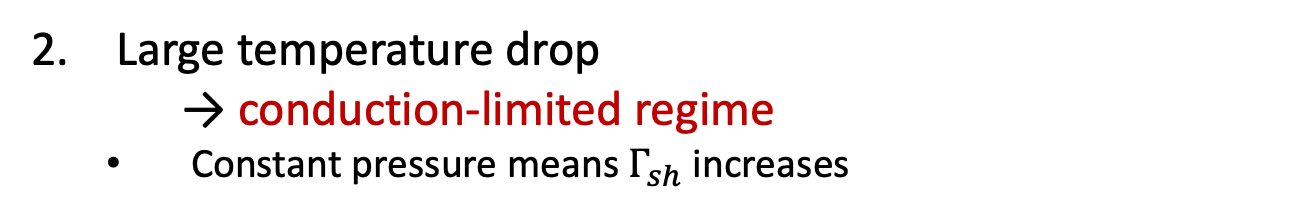 2. Large temperature drop
→ conduction-limited regime
• Constant pressure means Γ_sh increases